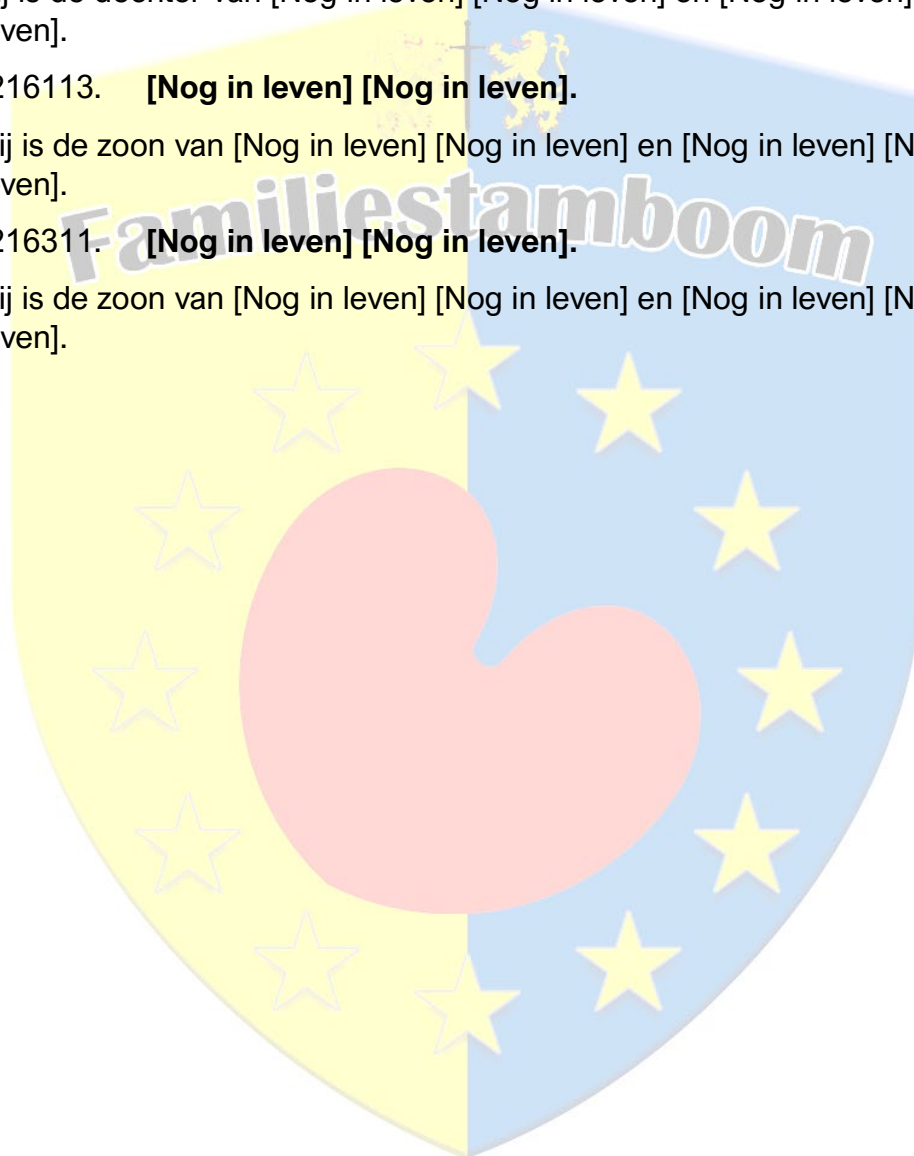 ij is de dochter van [Nog in leven] [Nog in leven] en [Nog in leven]
ven].
216113. [Nog in leven] [Nog in leven].
ij is de zoon van [Nog in leven] [Nog in leven] en [Nog in leven] [N
ven].
Familiestamboom
216311. [Nog in leven] [Nog in leven].
ij is de zoon van [Nog in leven] [Nog in leven] en [Nog in leven] [N
ven].